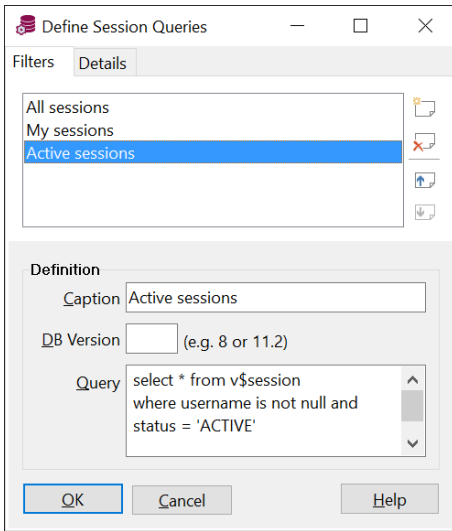 Define Session Queries
Filters Details
All sessions
My sessions
Active sessions
Definition
Caption Active sessions
DB Version (e.g. 8 or 11.2)
Query select * from v$session
where username is not null and
status = 'ACTIVE'
OK Cancel Help